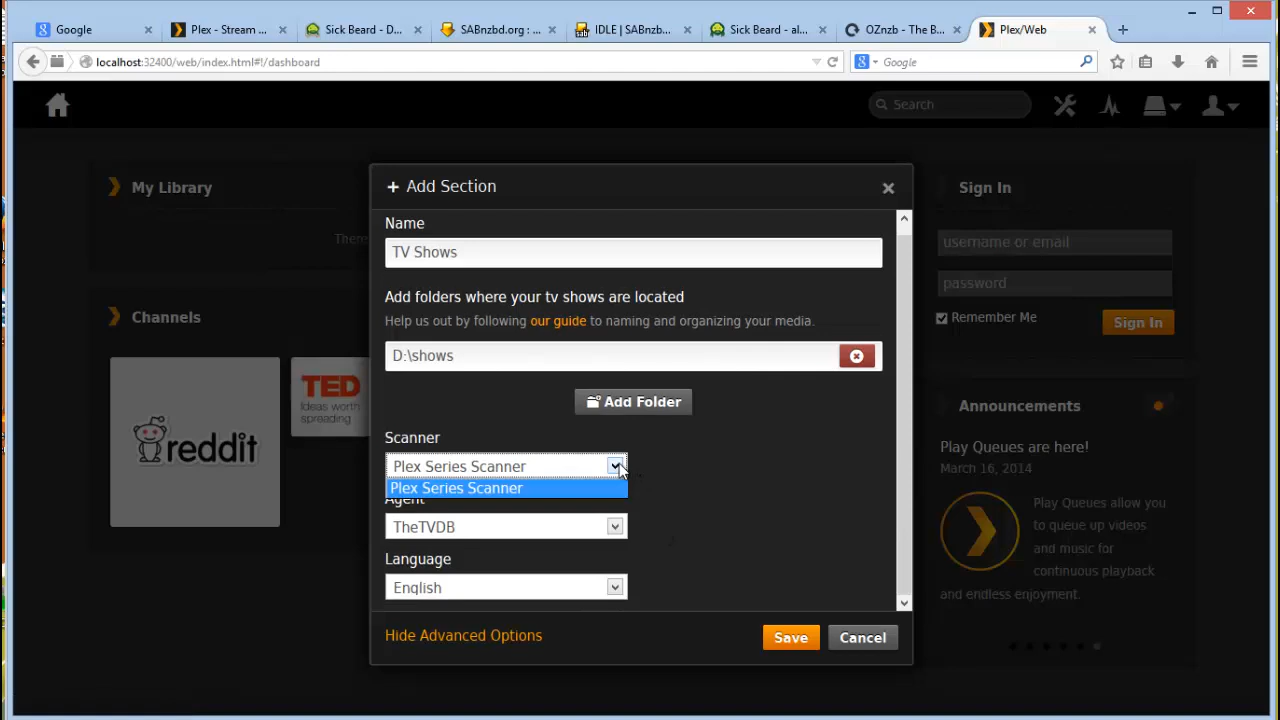 Google
Plex - Stream ...
Sick Beard - D...
SABnzbd.org : ...
IDLE | SABnzb...
Sick Beard - al...
OZnzb - The B...
Plex/Web
localhost:32400/web/index.html#!/dashboard
Google
Search
My Library
There
Channels
reddit
TED
Ideas worth
spreading
Add Section
Name
TV Shows
Add folders where your tv shows are located
Help us out by following our guide to naming and organizing your media.
D:\shows
Add Folder
Scanner
Plex Series Scanner
Plex Series Scanner
Agent
TheTVDB
Language
English
Hide Advanced Options
Save
Cancel
Sign In
username or email
password
Remember Me
Sign In
Announcements
Play Queues are here!
March 16, 2014
Play Queues allow you
to queue up videos
and music for
continuous playback
and endless enjoyment.